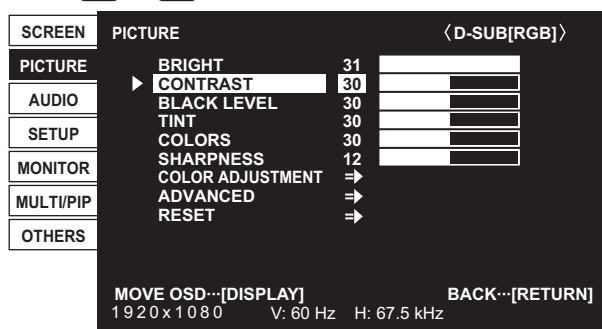 SCREEN
PICTURE
AUDIO
SETUP
MONITOR
MULTI/PIP
OTHERS
PICTURE 〈D-SUB[RGB]〉
BRIGHT 31
CONTRAST 30
BLACK LEVEL 30
TINT 30
COLORS 30
SHARPNESS 12
COLOR ADJUSTMENT
ADVANCED
RESET
MOVE OSD···[DISPLAY] BACK···[RETURN]
1920x1080 V: 60 Hz H: 67.5 kHz